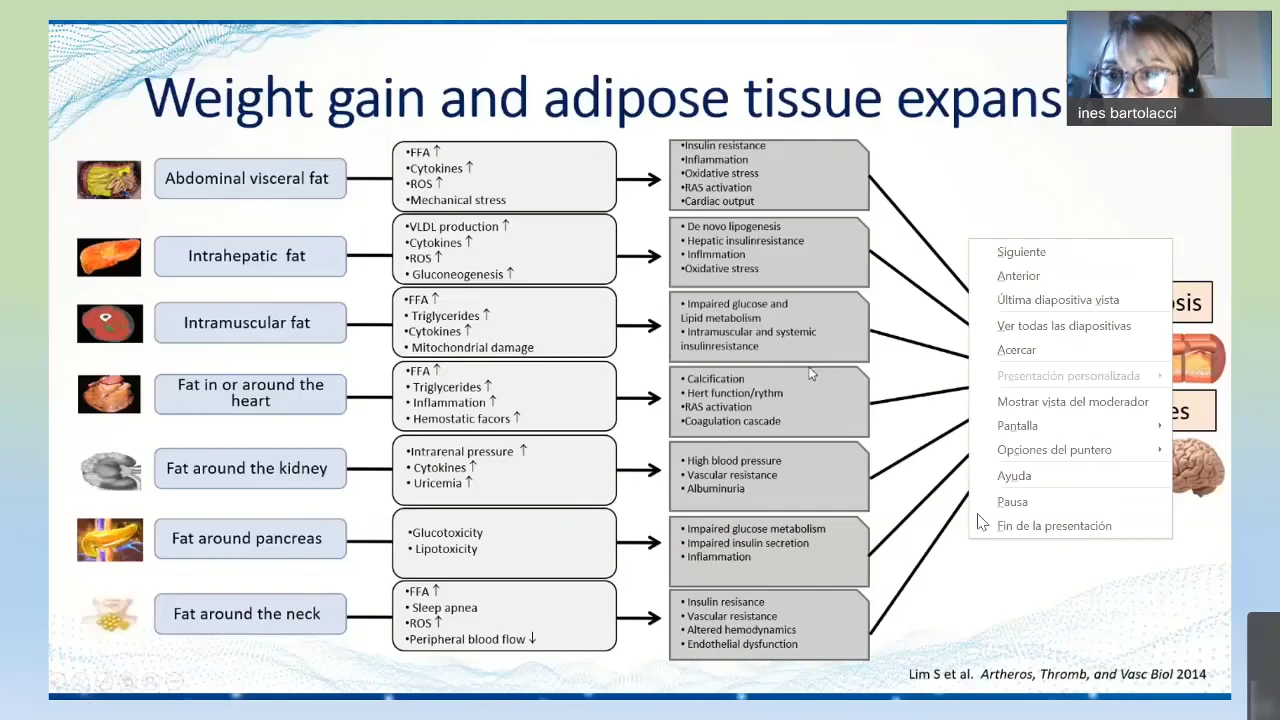 Weight gain and adipose tissue expans
ines bartolacci
Abdominal visceral fat
•FFA ↑
•Cytokines ↑
•ROS ↑
•Mechanical stress
•Insulin resistance
•Inflammation
•Oxidative stress
•RAS activation
•Cardiac output
Intrahepatic fat
•VLDL production ↑
•Cytokines ↑
•ROS ↑
• Gluconeogenesis ↑
• De novo lipogenesis
• Hepatic insulinresistance
• Inflmmation
• Oxidative stress
Intramuscular fat
•FFA ↑
• Triglycerides ↑
•Cytokines ↑
• Mitochondrial damage
• Impaired glucose and
Lipid metabolism
• Intramuscular and systemic
insulinresistance
Fat in or around the
heart
•FFA ↑
• Triglycerides ↑
• Inflammation ↑
• Hemostatic facors ↑
• Calcification
• Hert function/rythm
•RAS activation
•Coagulation cascade
Fat around the kidney
•Intrarenal pressure ↑
• Cytokines ↑
• Uricemia ↑
• High blood pressure
• Vascular resistance
• Albuminuria
Fat around pancreas
•Glucotoxicity
• Lipotoxicity
• Impaired glucose metabolism
• Impaired insulin secretion
• Inflammation
Fat around the neck
•FFA ↑
• Sleep apnea
•ROS ↑
•Peripheral blood flow ↓
• Insulin resisance
• Vascular resistance
• Altered hemodynamics
• Endothelial dysfunction
Siguiente
Anterior
Última diapositiva vista
Ver todas las diapositivas
Acercar
Presentación personalizada
Mostrar vista del moderador
Pantalla
Opciones del puntero
Ayuda
Pausa
Fin de la presentación
sis
es
Lim S et al. Artheros, Thromb, and Vasc Biol 2014